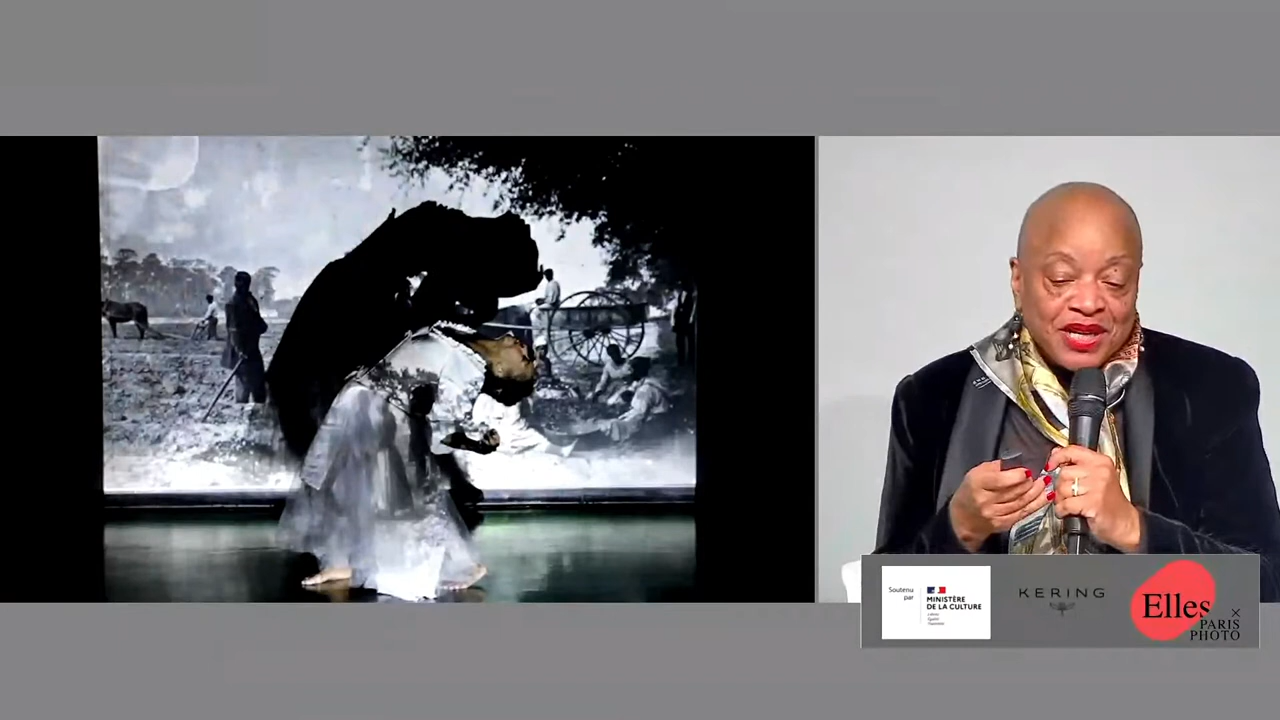 Soutenu
par
MINISTÈRE
DE LA CULTURE
KERING
Elles
×
PARIS
PHOTO